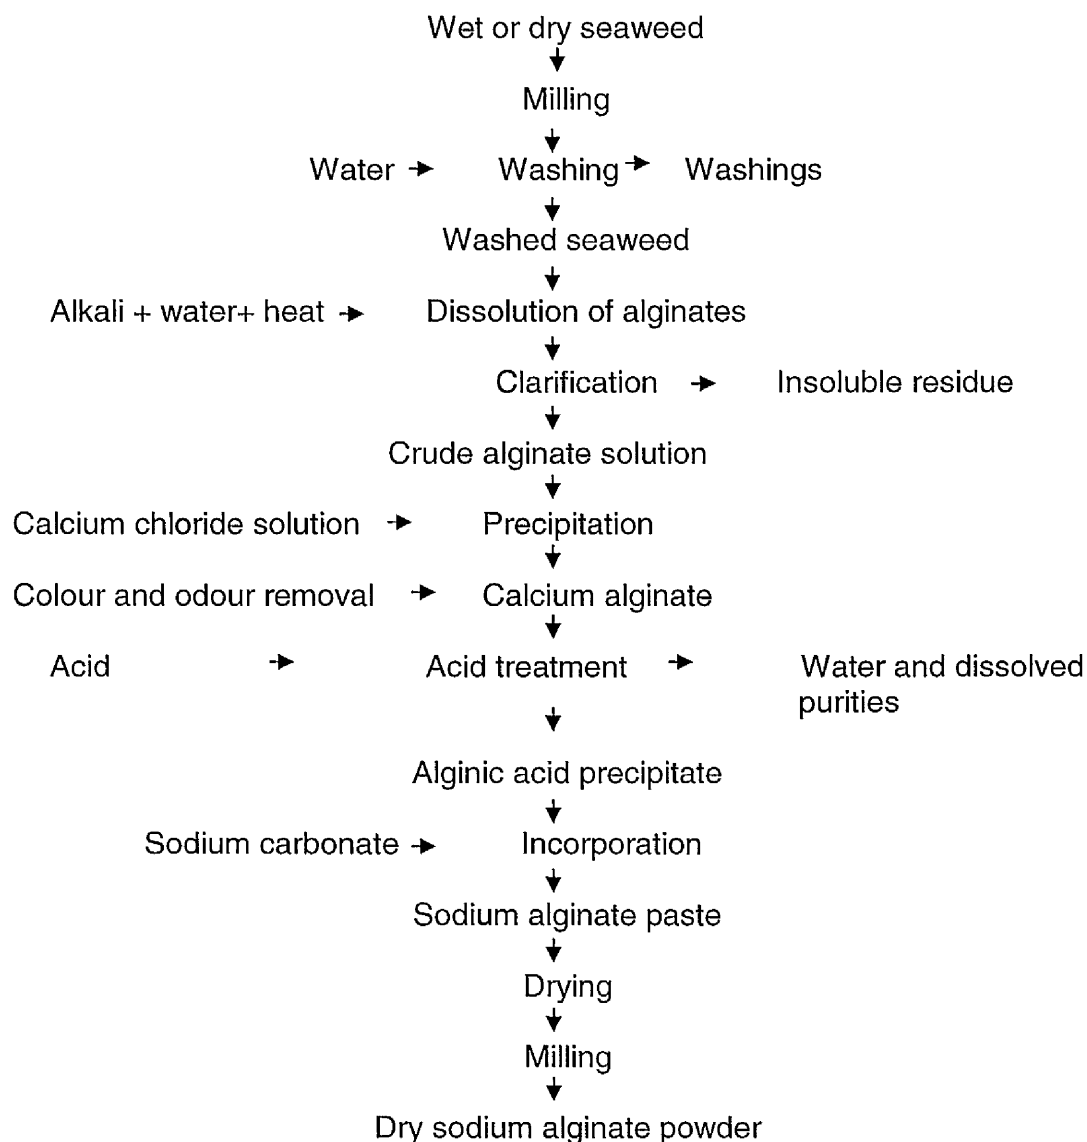 Wet or dry seaweed
Milling
Water Washing Washings
Washed seaweed
Alkali + water+ heat Dissolution of alginates
Clarification Insoluble residue
Crude alginate solution
Calcium chloride solution Precipitation
Colour and odour removal Calcium alginate
Acid Acid treatment Water and dissolved
purities
Alginic acid precipitate
Sodium carbonate Incorporation
Sodium alginate paste
Drying
Milling
Dry sodium alginate powder